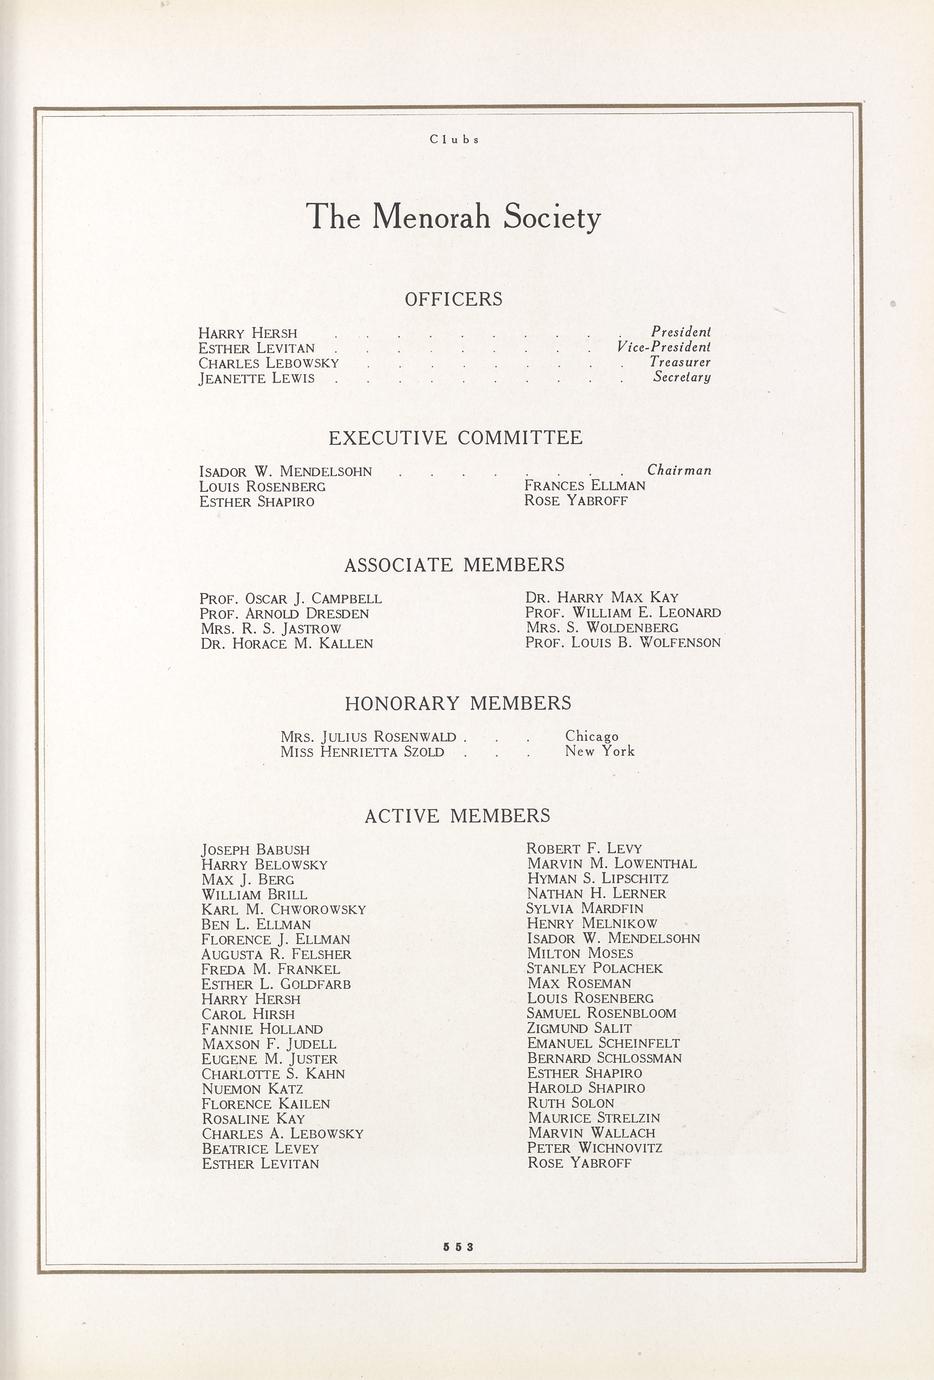 Clubs
The Menorah Society
OFFICERS
HARRY HERSH . . . . . . . . . . President
ESTHER LEVITAN . . . . . . . . . Vice-President
CHARLES LEBOWSKY . . . . . . . . . Treasurer
JEANETTE LEWIS . . . . . . . . . . Secretary
EXECUTIVE COMMITTEE
ISADOR W. MENDELSOHN . . . . . . . . Chairman
LOUIS ROSENBERG FRANCES ELLMAN
ESTHER SHAPIRO ROSE YABROFF
ASSOCIATE MEMBERS
PROF. OSCAR J. CAMPBELL DR. HARRY MAX KAY
PROF. ARNOLD DRESDEN PROF. WILLIAM E. LEONARD
MRS. R. S. JASTROW MRS. S. WOLDENBERG
DR. HORACE M. KALLEN PROF. LOUIS B. WOLFENSON
HONORARY MEMBERS
MRS. JULIUS ROSENWALD . . . Chicago
MISS HENRIETTA SZOLD . . . New York
ACTIVE MEMBERS
JOSEPH BABUSH ROBERT F. LEVY
HARRY BELOWSKY MARVIN M. LOWENTHAL
MAX J. BERG HYMAN S. LIPSCHITZ
WILLIAM BRILL NATHAN H. LERNER
KARL M. CHWOROWSKY SYLVIA MARDFIN
BEN L. ELLMAN HENRY MELNIKOW
FLORENCE J. ELLMAN ISADOR W. MENDELSOHN
AUGUSTA R. FELSHER MILTON MOSES
FREDA M. FRANKEL STANLEY POLACHEK
ESTHER L. GOLDFARB MAX ROSEMAN
HARRY HERSH LOUIS ROSENBERG
CAROL HIRSH SAMUEL ROSENBLOOM
FANNIE HOLLAND ZIGMUND SALIT
MAXSON F. JUDELL EMANUEL SCHEINFELT
EUGENE M. JUSTER BERNARD SCHLOSSMAN
CHARLOTTE S. KAHN ESTHER SHAPIRO
NUEMON KATZ HAROLD SHAPIRO
FLORENCE KAILEN RUTH SOLON
ROSALINE KAY MAURICE STRELZIN
CHARLES A. LEBOWSKY MARVIN WALLACH
BEATRICE LEVEY PETER WICHNOVITZ
ESTHER LEVITAN ROSE YABROFF
553